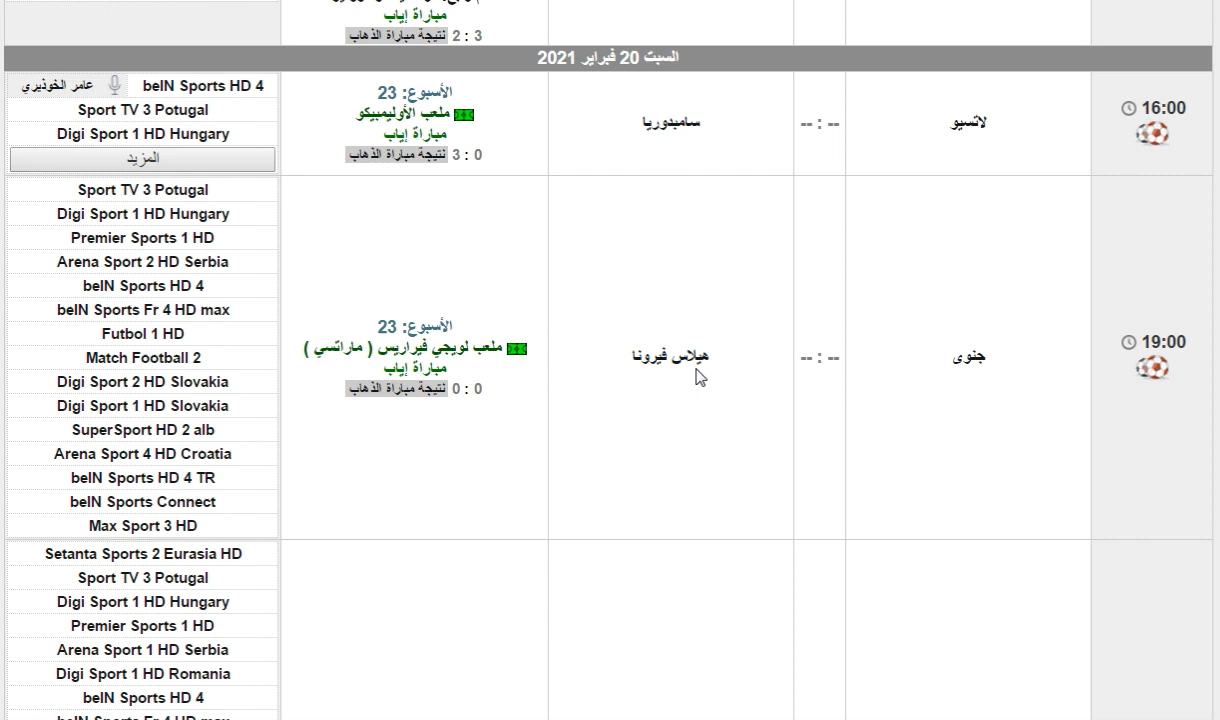 مباراة إياب
2 : 3 نتيجة مباراة الذهاب
السبت 20 فبراير 2021
16:00
لاتسيو
-- : --
سامبدوريا
الأسبوع: 23
ملعب الأوليمبيكو
مباراة إياب
3 : 0 نتيجة مباراة الذهاب
beIN Sports HD 4 عامر الخوذيري
Sport TV 3 Potugal
Digi Sport 1 HD Hungary
المزيد
19:00
جنوى
-- : --
هيلاس فيرونا
الأسبوع: 23
ملعب لويجي فيراريس ( ماراتسي )
مباراة إياب
0 : 0 نتيجة مباراة الذهاب
Sport TV 3 Potugal
Digi Sport 1 HD Hungary
Premier Sports 1 HD
Arena Sport 2 HD Serbia
beIN Sports HD 4
beIN Sports Fr 4 HD max
Futbol 1 HD
Match Football 2
Digi Sport 2 HD Slovakia
Digi Sport 1 HD Slovakia
SuperSport HD 2 alb
Arena Sport 4 HD Croatia
beIN Sports HD 4 TR
beIN Sports Connect
Max Sport 3 HD
Setanta Sports 2 Eurasia HD
Sport TV 3 Potugal
Digi Sport 1 HD Hungary
Premier Sports 1 HD
Arena Sport 1 HD Serbia
Digi Sport 1 HD Romania
beIN Sports HD 4
beIN Sports Fr 4 HD max